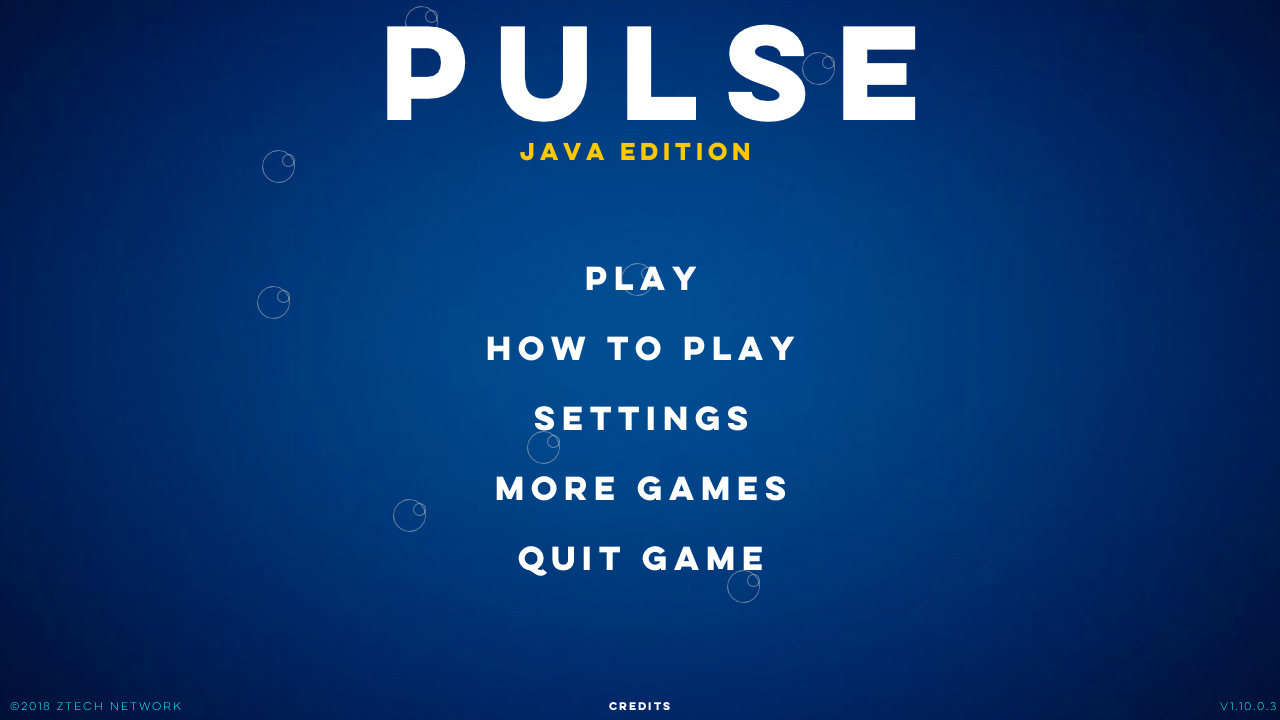 PULSE
JAVA EDITION
PLAY
HOW TO PLAY
SETTINGS
MORE GAMES
QUIT GAME
©2018 ZTECH NETWORK
CREDITS
V1.10.0.3